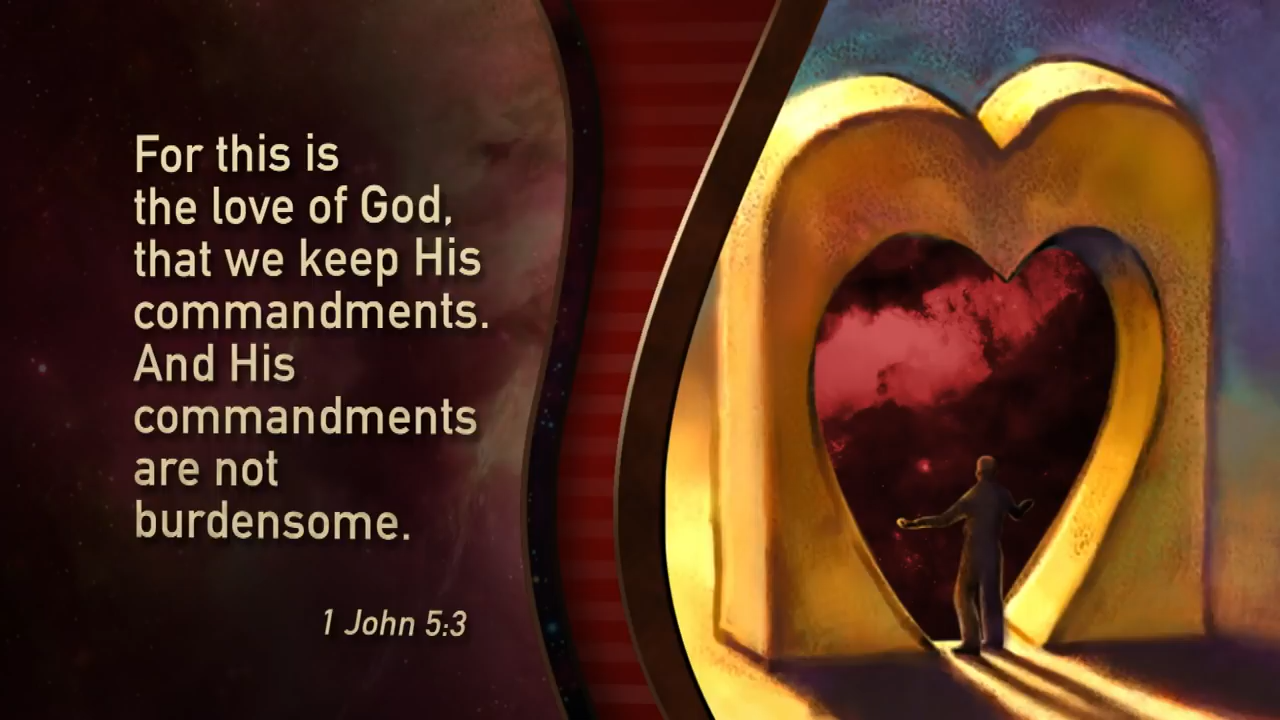 For this is
the love of God,
that we keep His
commandments.
And His
commandments
are not
burdensome.
1 John 5:3